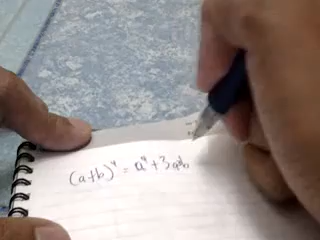 (a+b)⁴ = a⁴ + 3a³b